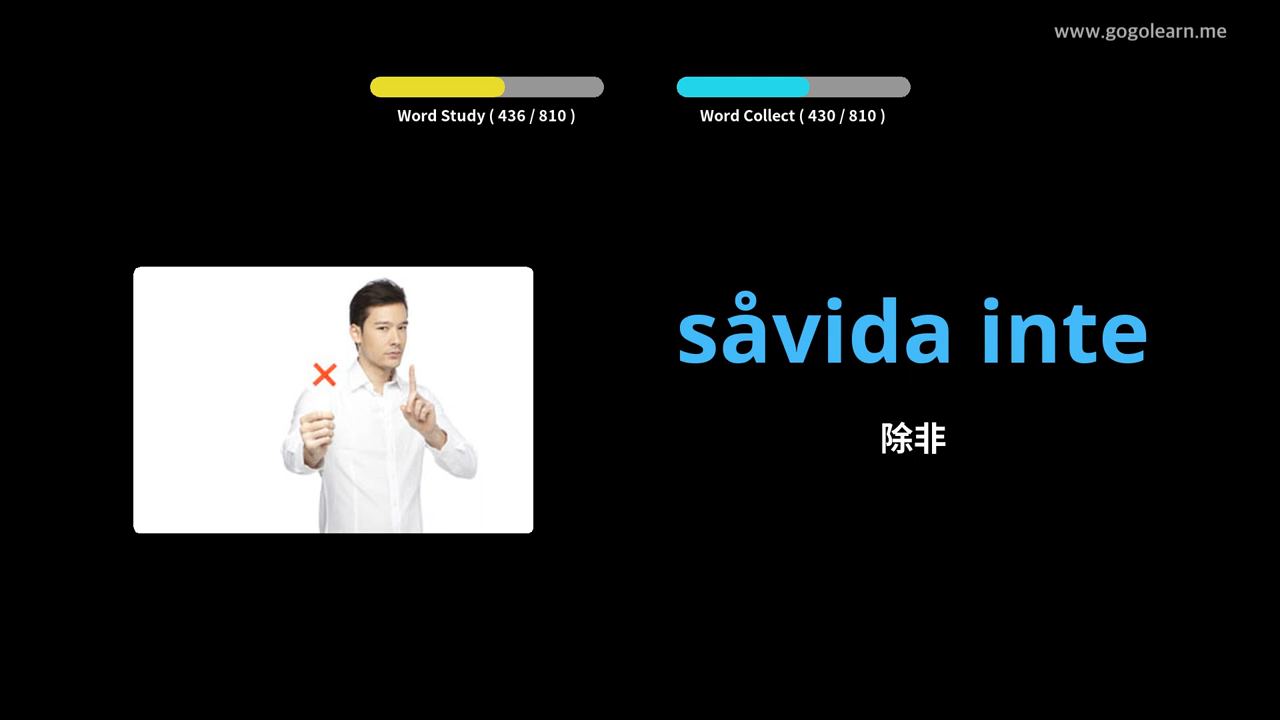 www.gogolearn.me
Word Study ( 436 / 810 )
Word Collect ( 430 / 810 )
såvida inte
除非